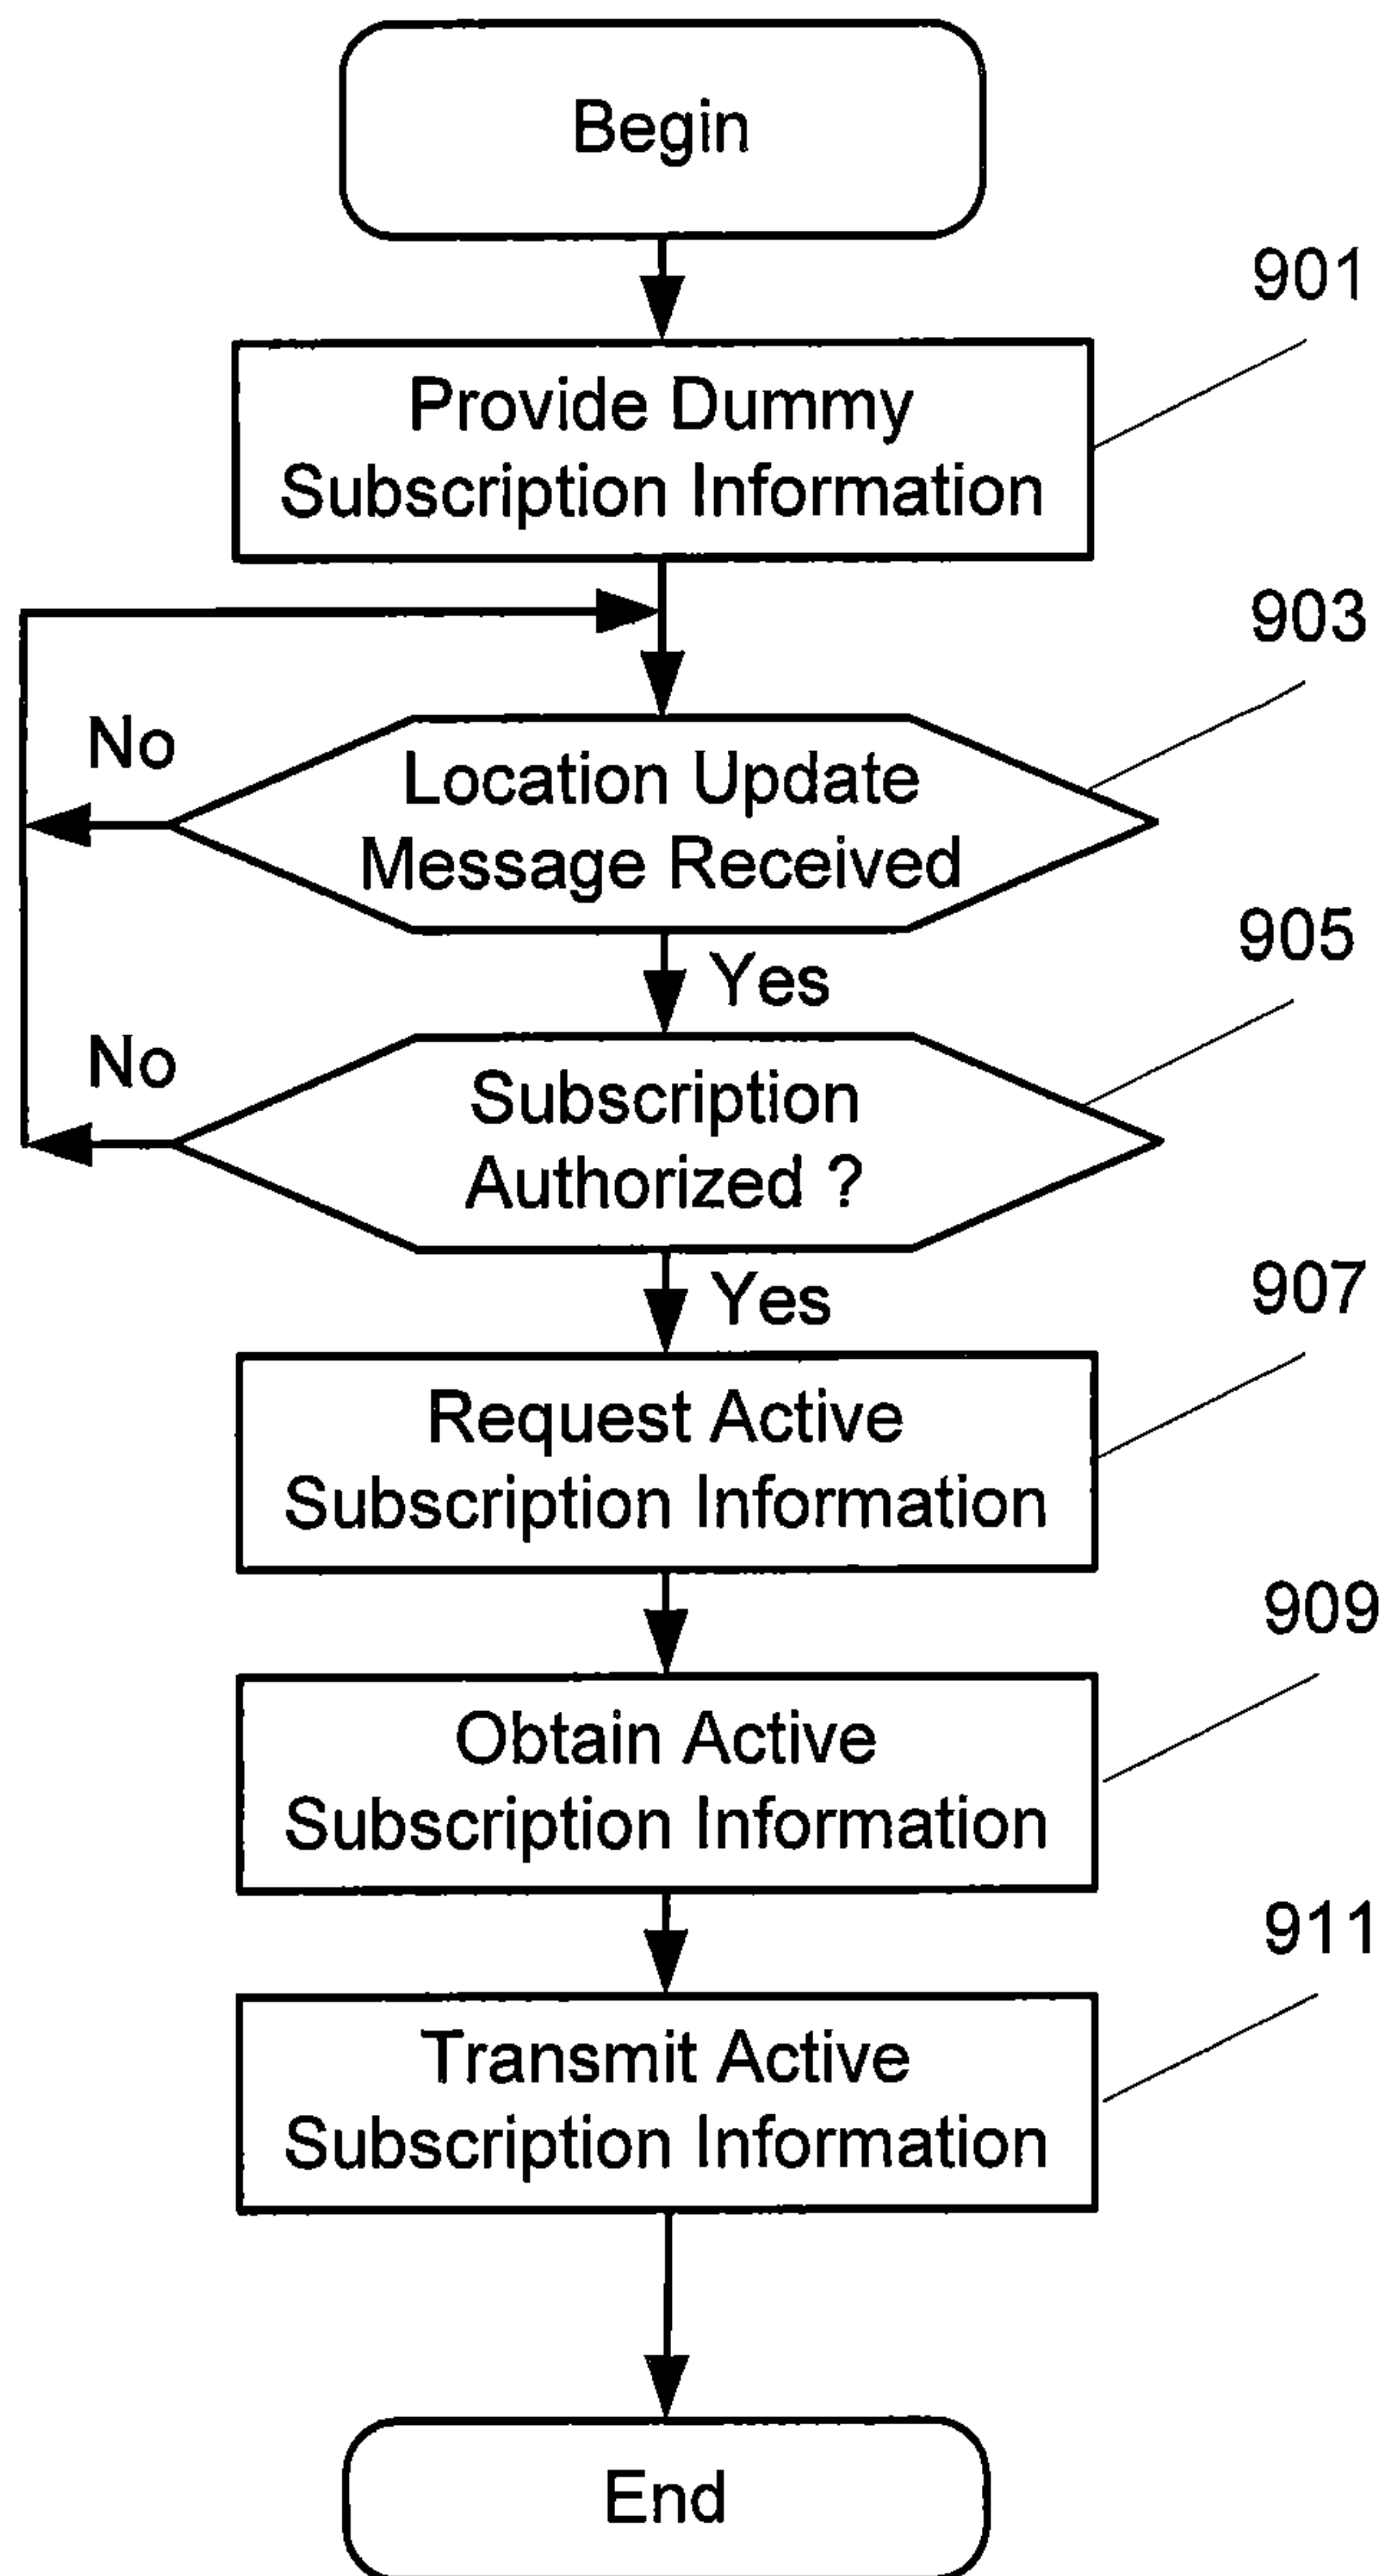 Begin
901
Provide Dummy
Subscription Information
903
No
Location Update
Message Received
905
Yes
No
Subscription
Authorized ?
907
Yes
Request Active
Subscription Information
909
Obtain Active
Subscription Information
911
Transmit Active
Subscription Information
End